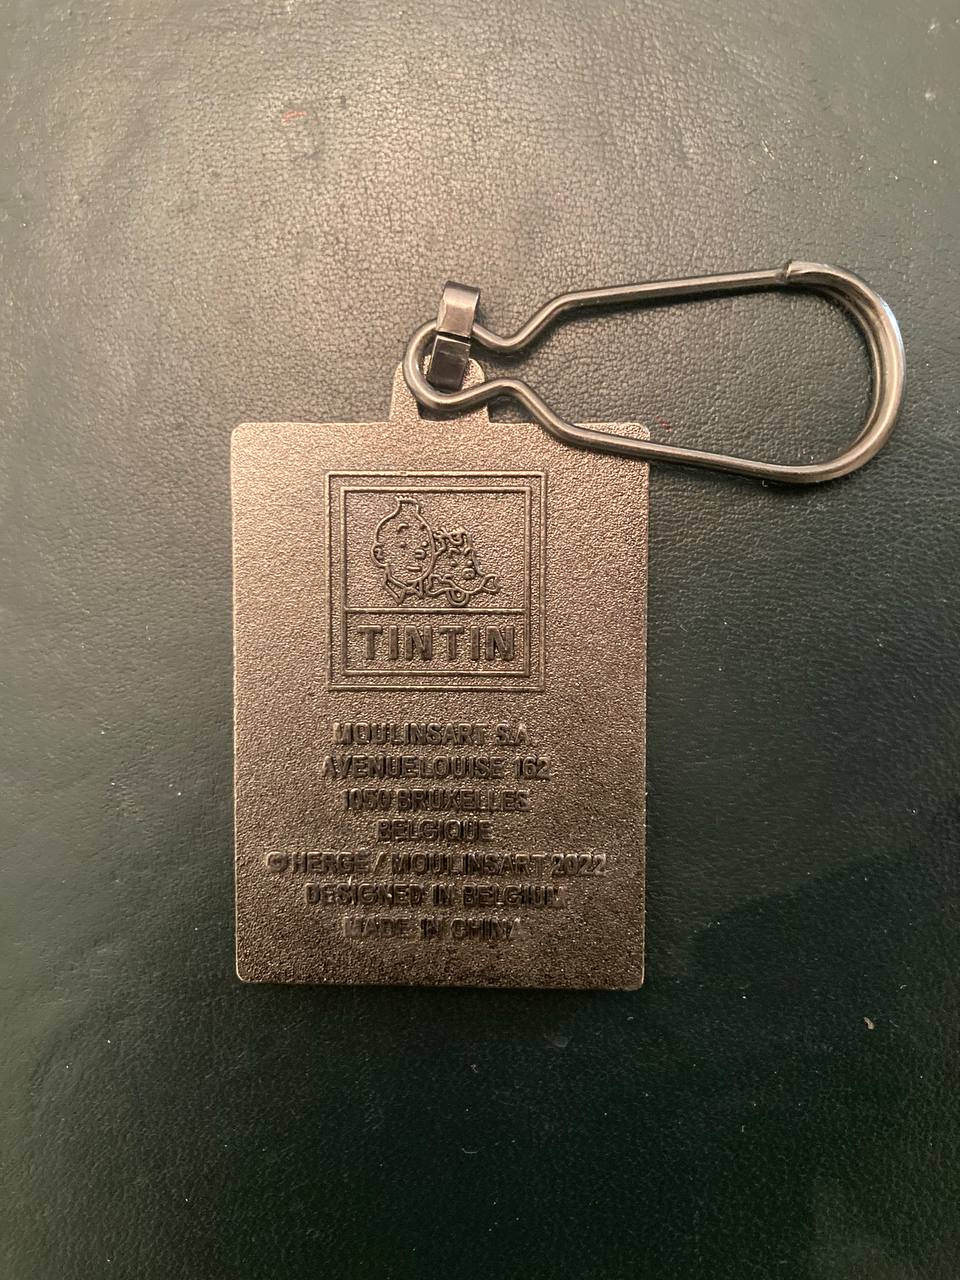 TINTIN
MOULINSART S.A.
AVENUE LOUISE 162
1050 BRUXELLES
BELGIQUE
© HERGÉ / MOULINSART 2022
DESIGNED IN BELGIUM
MADE IN CHINA